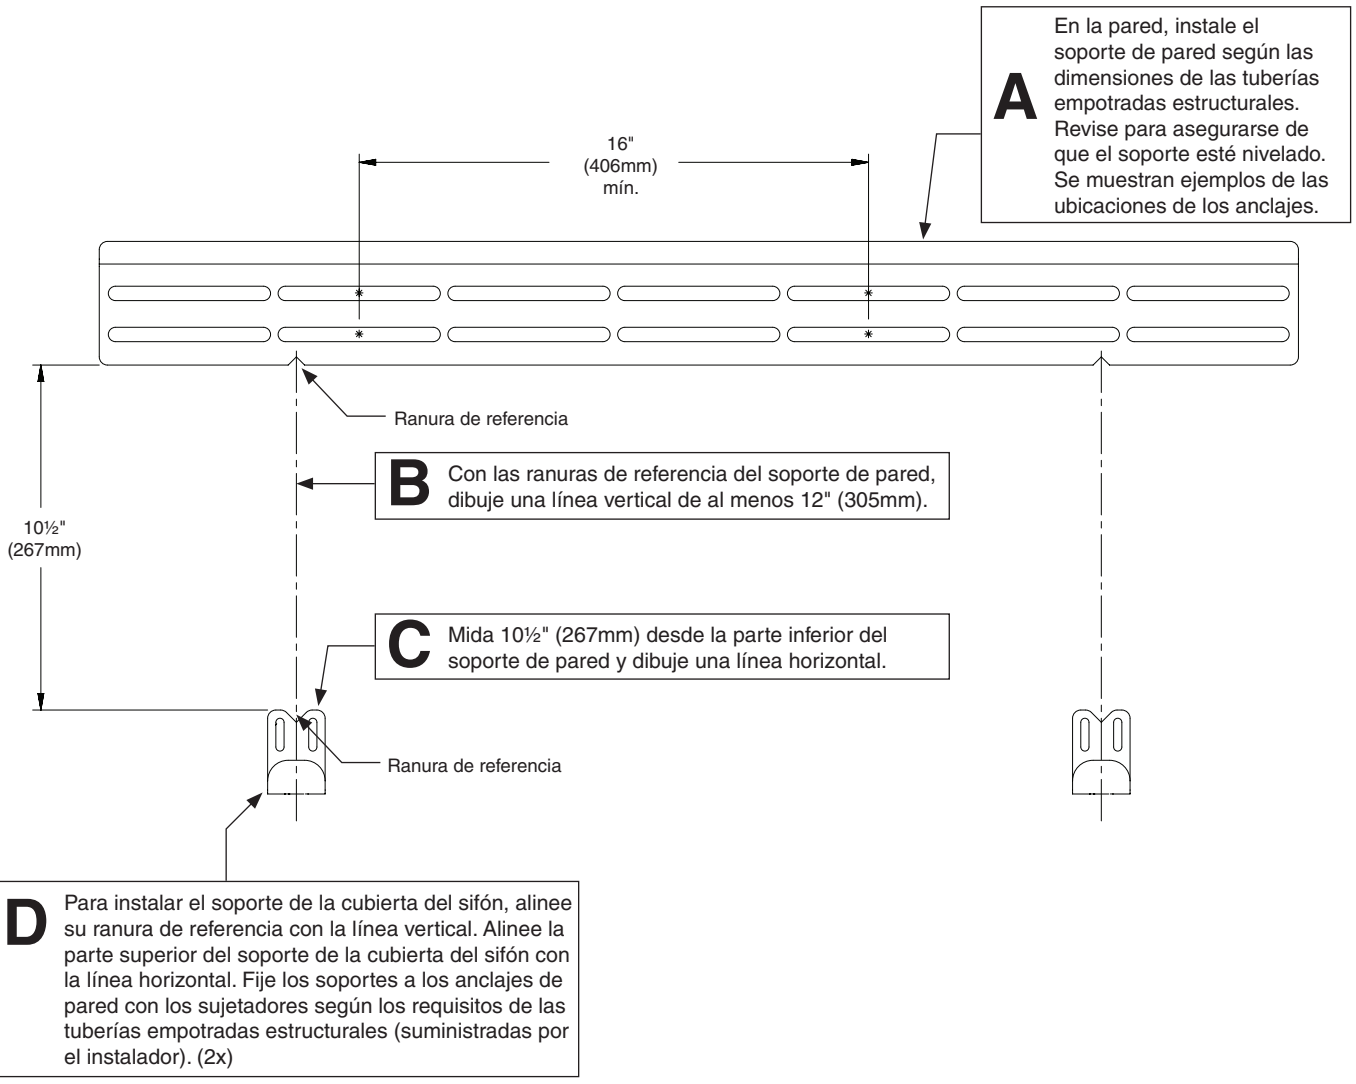 A
En la pared, instale el
soporte de pared según las
dimensiones de las tuberías
empotradas estructurales.
Revise para asegurarse de
que el soporte esté nivelado.
Se muestran ejemplos de las
ubicaciones de los anclajes.
16"
(406mm)
mín.
Ranura de referencia
B
Con las ranuras de referencia del soporte de pared,
dibuje una línea vertical de al menos 12" (305mm).
10½"
(267mm)
C
Mida 10½" (267mm) desde la parte inferior del
soporte de pared y dibuje una línea horizontal.
Ranura de referencia
D
Para instalar el soporte de la cubierta del sifón, alinee
su ranura de referencia con la línea vertical. Alinee la
parte superior del soporte de la cubierta del sifón con
la línea horizontal. Fije los soportes a los anclajes de
pared con los sujetadores según los requisitos de las
tuberías empotradas estructurales (suministradas por
el instalador). (2x)